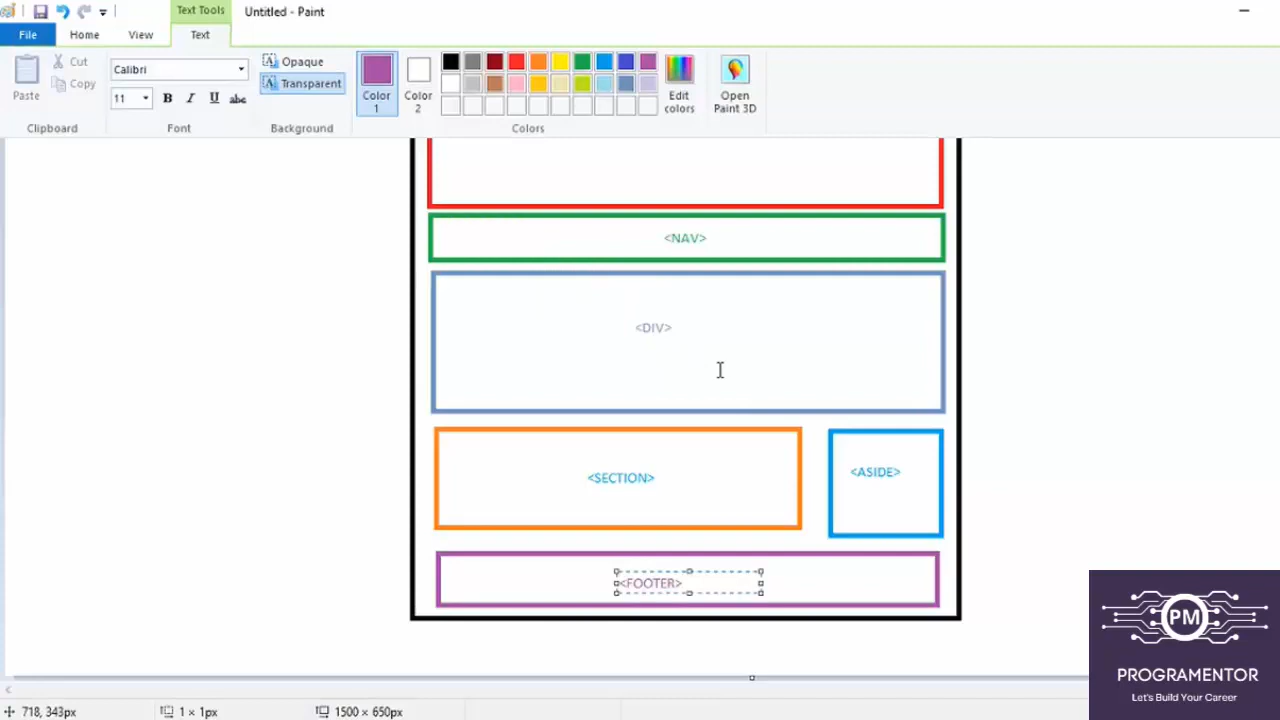 Text Tools
Untitled - Paint
File
Home
View
Text
Paste
Cut
Copy
Clipboard
Calibri
11
B I U abc
Font
Opaque
Transparent
Background
Color 1
Color 2
Edit colors
Open Paint 3D
Colors
<NAV>
<DIV>
<SECTION>
<ASIDE>
<FOOTER>
PM
PROGRAMENTOR
Let's Build Your Career
718, 343px
1 × 1px
1500 × 650px